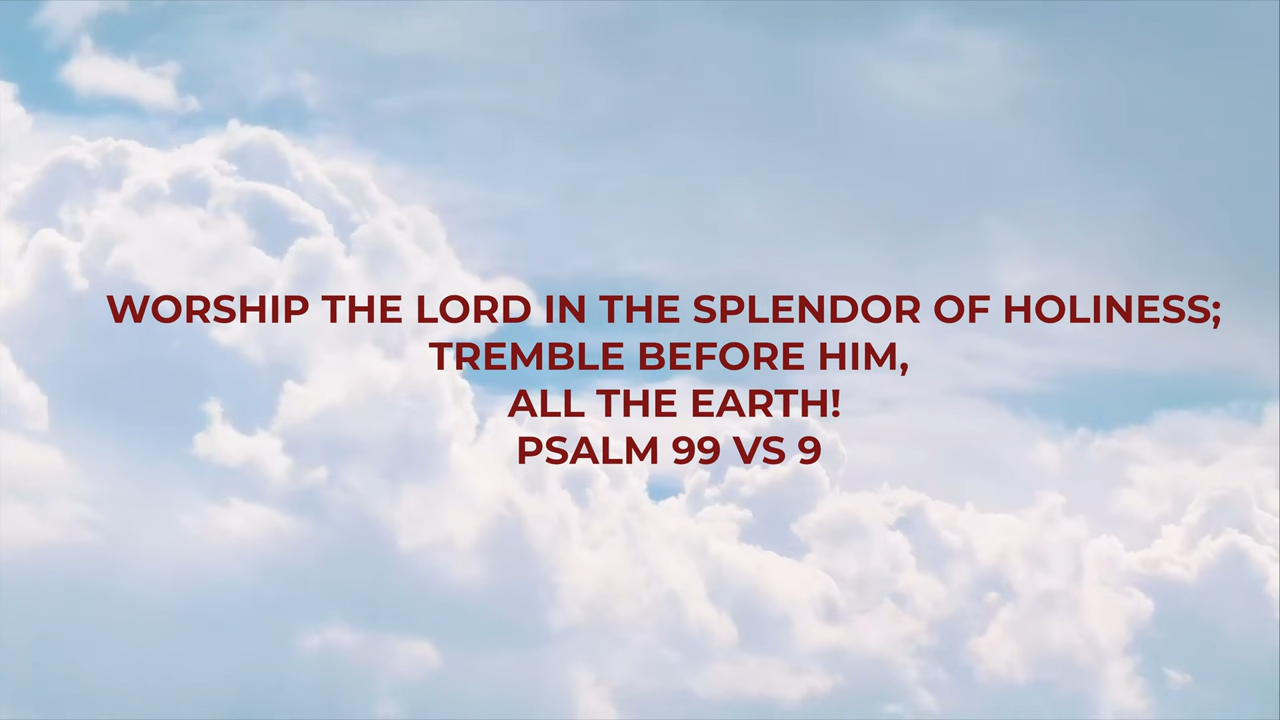 WORSHIP THE LORD IN THE SPLENDOR OF HOLINESS;
TREMBLE BEFORE HIM,
ALL THE EARTH!
PSALM 99 VS 9